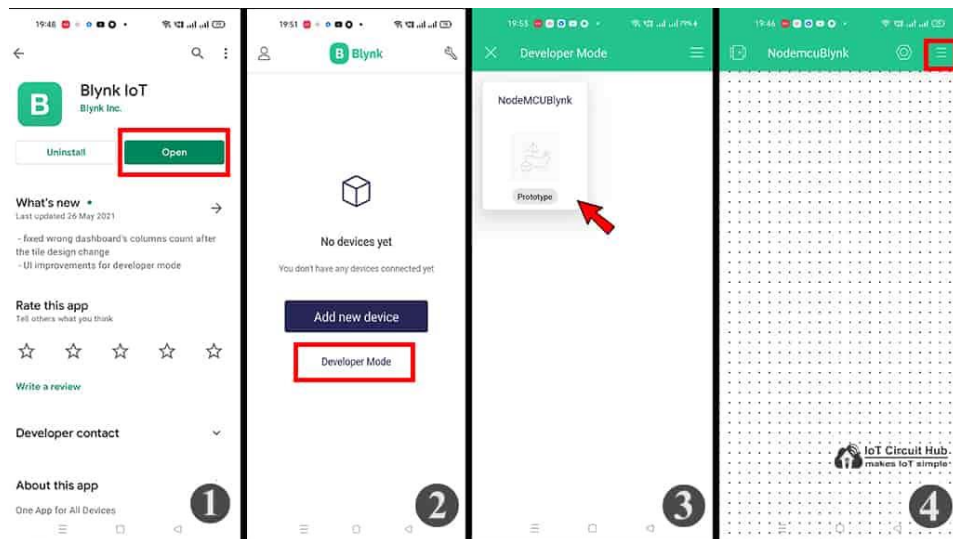 19:48
Blynk IoT
Blynk Inc.
Uninstall
Open
What's new •
Last updated 26 May 2021
- fixed wrong dashboard's columns count after
the tile design change
- UI improvements for developer mode
Rate this app
Tell others what you think
Write a review
Developer contact
About this app
One App for All Devices
1
19:51
B Blynk
No devices yet
You don't have any devices connected yet
Add new device
Developer Mode
2
19:53
Developer Mode
NodeMCUBlynk
Prototype
3
19:46
NodemcuBlynk
IoT Circuit Hub
makes IoT simple
4